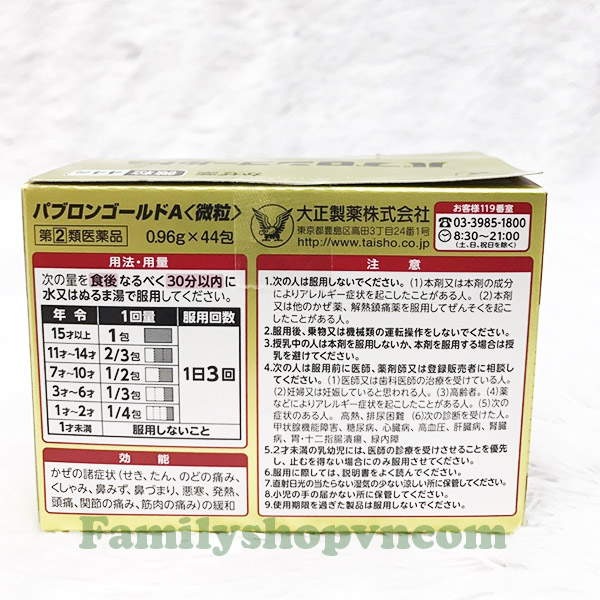 パブロンゴールドA〈微粒〉
指定②類医薬品
0.96g×44包
大正製薬株式会社
東京都豊島区高田3丁目24番1号
http://www.taisho.co.jp/
お客様119番室
03-3985-1800
8:30~21:00
(土、日、祝日を除く)
用法・用量
次の量を食後なるべく30分以内に
水又はぬるま湯で服用してください。
年令 1回量 服用回数
15才以上 1包
11才~14才 2/3包
7才~10才 1/2包
3才~6才 1/3包
1才~2才 1/4包
1日3回
1才未満 服用しないこと
効能
かぜの諸症状(せき、たん、のどの痛み、
くしゃみ、鼻みず、鼻づまり、悪寒、発熱、
頭痛、関節の痛み、筋肉の痛み)の緩和
注意
1.次の人は服用しないでください。(1)本剤又は本剤の成分
によりアレルギー症状を起こしたことがある人。(2)本剤
又は他のかぜ薬、解熱鎮痛薬を服用してぜんそくを起こ
したことがある人。
2.服用後、乗物又は機械類の運転操作をしないでください。
3.授乳中の人は本剤を服用しないか、本剤を服用する場合は授
乳を避けてください。
4.次の人は服用前に医師、薬剤師又は登録販売者に相談し
てください。(1)医師又は歯科医師の治療を受けている人。
(2)妊婦又は妊娠していると思われる人。(3)高齢者。(4)薬
などによりアレルギー症状を起こしたことがある人。(5)次の
症状のある人。 高熱、排尿困難 (6)次の診断を受けた人。
甲状腺機能障害、糖尿病、心臓病、高血圧、肝臓病、腎臓
病、胃・十二指腸潰瘍、緑内障
5.2才未満の乳幼児には、医師の診療を受けさせることを優先
し、止むを得ない場合にのみ服用させてください。
6.服用に際しては、説明書をよく読んでください。
7.直射日光の当たらない湿気の少ない涼しい所に保管してください。
8.小児の手の届かない所に保管してください。
9.使用期限を過ぎた製品は服用しないでください。
Familyshopvncom